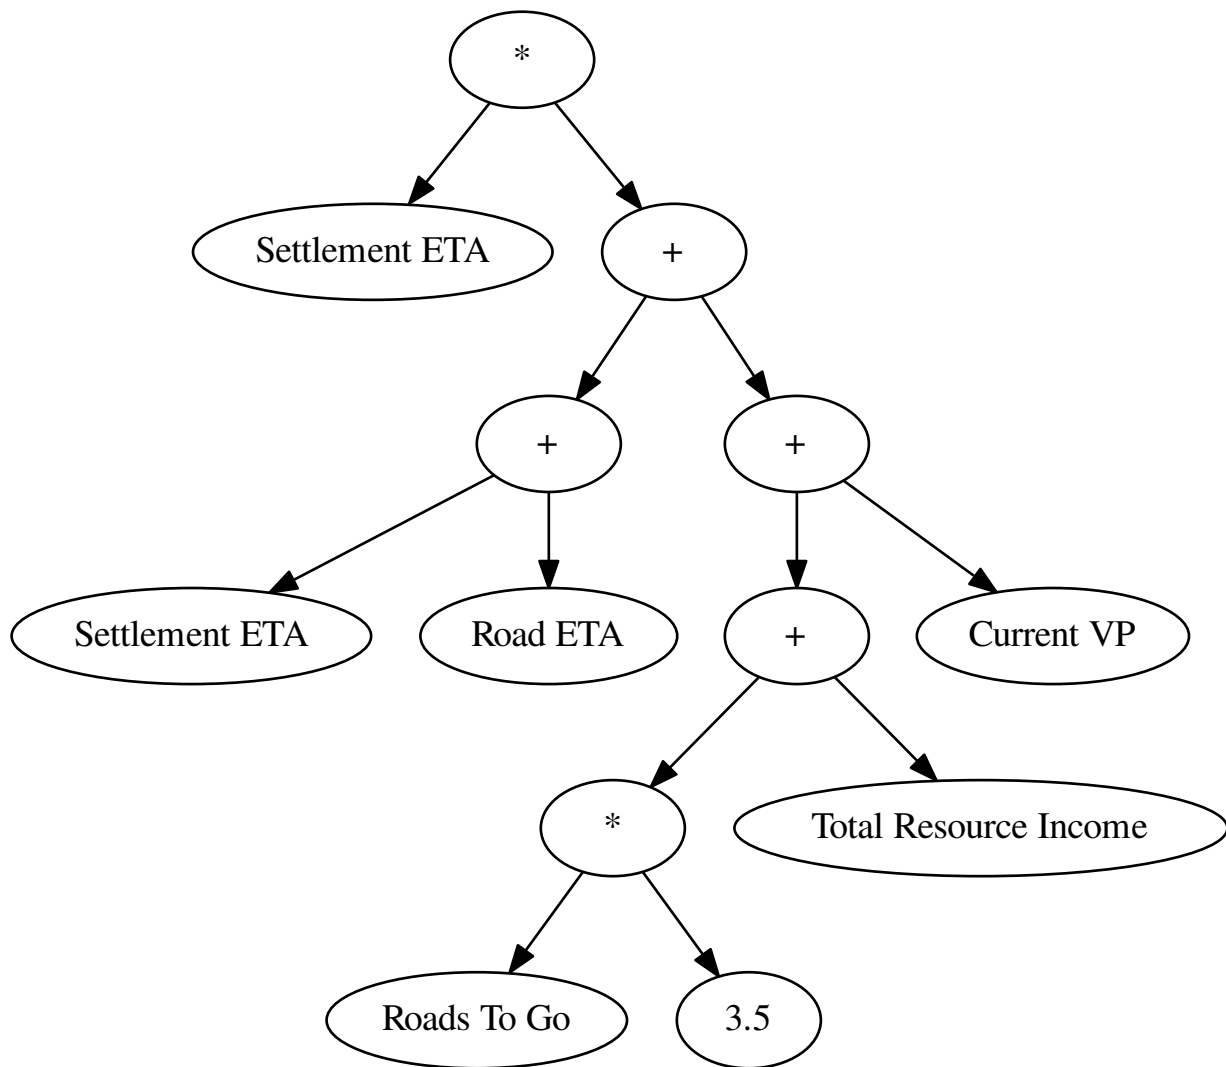 *
Settlement ETA
+
+
+
Settlement ETA
Road ETA
+
Current VP
*
Total Resource Income
Roads To Go
3.5